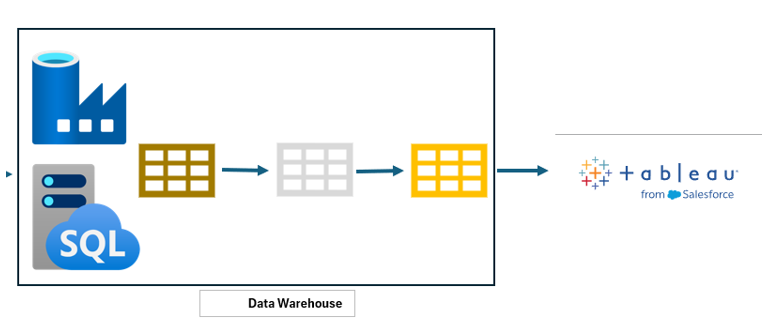 SQL
+ a b l e a u
from Salesforce
Data Warehouse